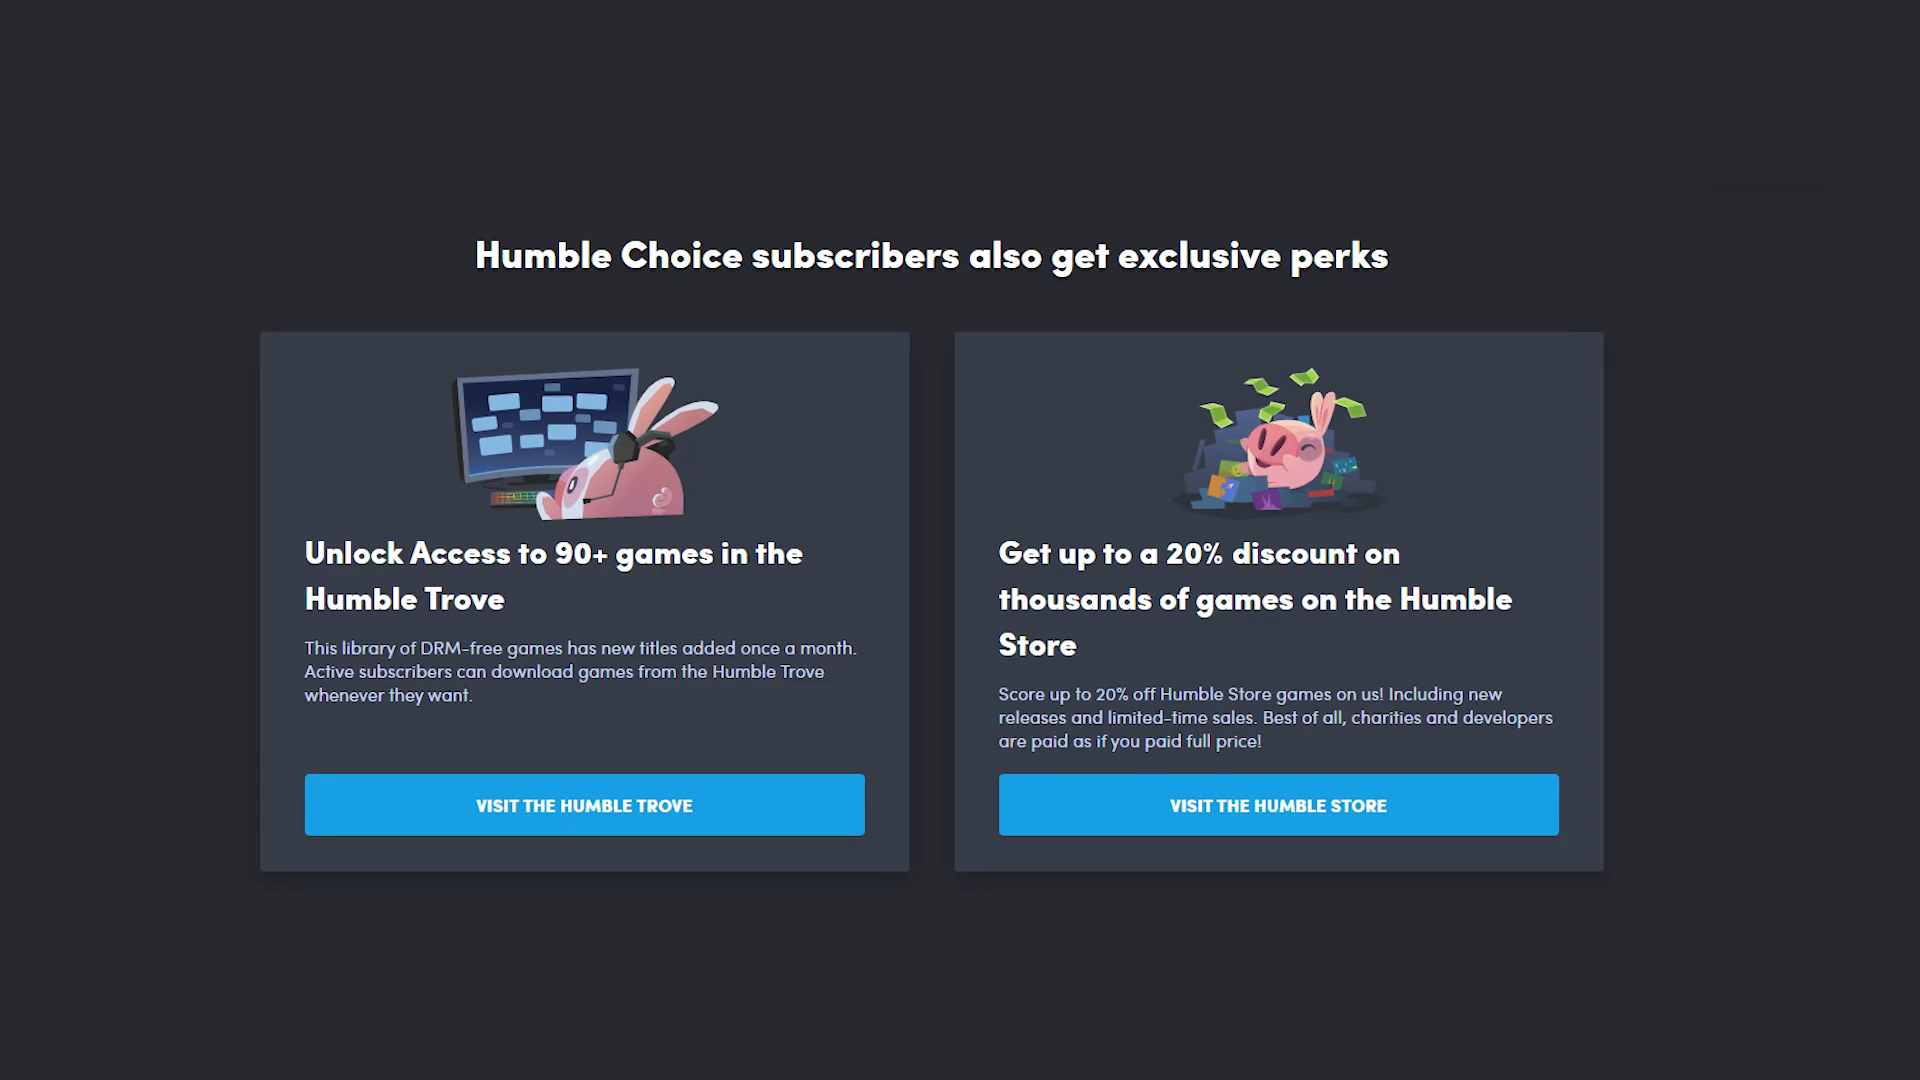 Humble Choice subscribers also get exclusive perks
Unlock Access to 90+ games in the
Humble Trove
This library of DRM-free games has new titles added once a month.
Active subscribers can download games from the Humble Trove
whenever they want.
VISIT THE HUMBLE TROVE
Get up to a 20% discount on
thousands of games on the Humble
Store
Score up to 20% off Humble Store games on us! Including new
releases and limited-time sales. Best of all, charities and developers
are paid as if you paid full price!
VISIT THE HUMBLE STORE